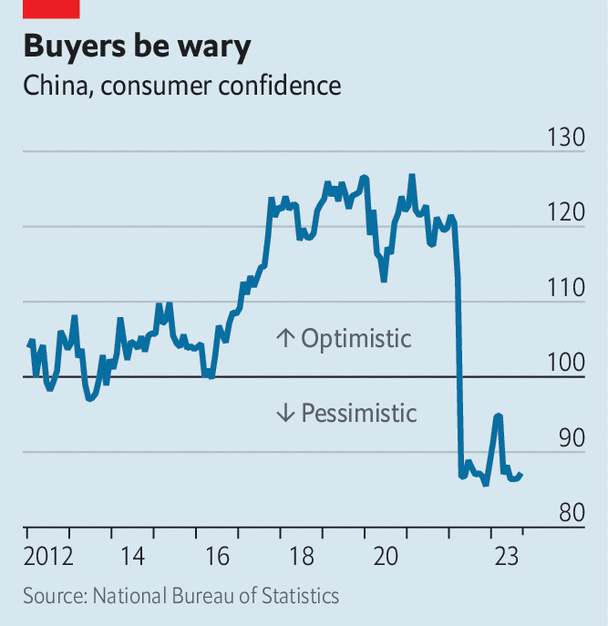 Buyers be wary
China, consumer confidence
130
120
110
↑ Optimistic
100
↓ Pessimistic
90
80
2012 14 16 18 20 23
Source: National Bureau of Statistics